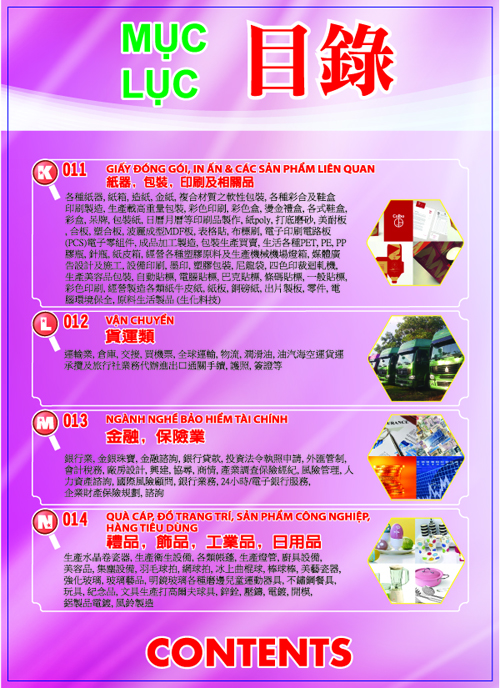 MỤC LỤC
目錄
K 011
GIẤY ĐÓNG GÓI, IN ẤN & CÁC SẢN PHẨM LIÊN QUAN
紙器，包裝，印刷及相關品
各種紙器, 紙箱, 造紙, 金紙, 複合材質之軟性包裝, 各種彩合及鞋盒
印刷製造, 生產載高重量包裝, 彩色印刷, 彩色盒, 燙金禮盒, 各式鞋盒,
彩盒, 吊牌, 包裝紙, 日曆月曆等印刷品製作, 紙poly, 打底磨砂, 美耐板
, 合板, 塑合板, 波麗成型MDF板, 表格貼, 布標刷, 電子印刷電路板
(PCS)電子零組件, 成品加工製造, 包裝生產買賣, 生活各種PET, PE, PP
膠瓶, 針瓶, 紙皮箱, 經營各種塑膠原料及生產機械機場燈箱, 媒體廣
告設計及施工, 設備印刷, 墨印, 塑膠包裝, 尼龍袋, 四色印裁迴軋機,
生產美容品包裝, 自動貼標, 電腦貼標, 巴克貼標, 條碼貼標, 一般貼標,
彩色印刷, 經營製造各類紙牛皮紙, 紙板, 銅磅紙, 出片製板, 零件, 電
腦環境保全, 原料生活製品 (生化科技)
L 012
VẬN CHUYỂN
貨運類
運輸業, 倉庫, 交接, 買機票, 全球運輸, 物流, 潤滑油, 油汽海空運貨運
承攬及旅行社業務代辦進出口通關手續, 護照, 簽證等
M 013
NGÀNH NGHỀ BẢO HIỂM TÀI CHÍNH
金融，保險業
銀行業, 金銀珠寶, 金融諮詢, 銀行貸款, 投資法令執照申請, 外匯管制,
會計稅務, 廠房設計, 興建, 協尋, 商情, 產業調查保險經紀, 風險管理, 人
力資產諮詢, 國際風險顧問, 銀行業務, 24小時/電子銀行服務,
企業財產保險規劃, 諮詢
N 014
QUÀ CÁP, ĐỒ TRANG TRÍ, SẢN PHẨM CÔNG NGHIỆP,
HÀNG TIÊU DÙNG
禮品，飾品，工業品，日用品
生產水晶卷瓷器, 生產衛生設備, 各類帳篷, 生產燈管, 廚具設備,
美容品, 集塵設備, 羽毛球拍, 網球拍, 冰上曲棍球, 棒球棒, 美藝瓷器,
強化玻璃, 玻璃藝品, 明鏡玻璃各種磨邊兒童運動器具, 不鏽鋼餐具,
玩具, 紀念品, 文具生產打高爾夫球具, 鋅銓, 壓鑄, 電鍍, 開模,
鋁製品電鍍, 風鈴製造
CONTENTS